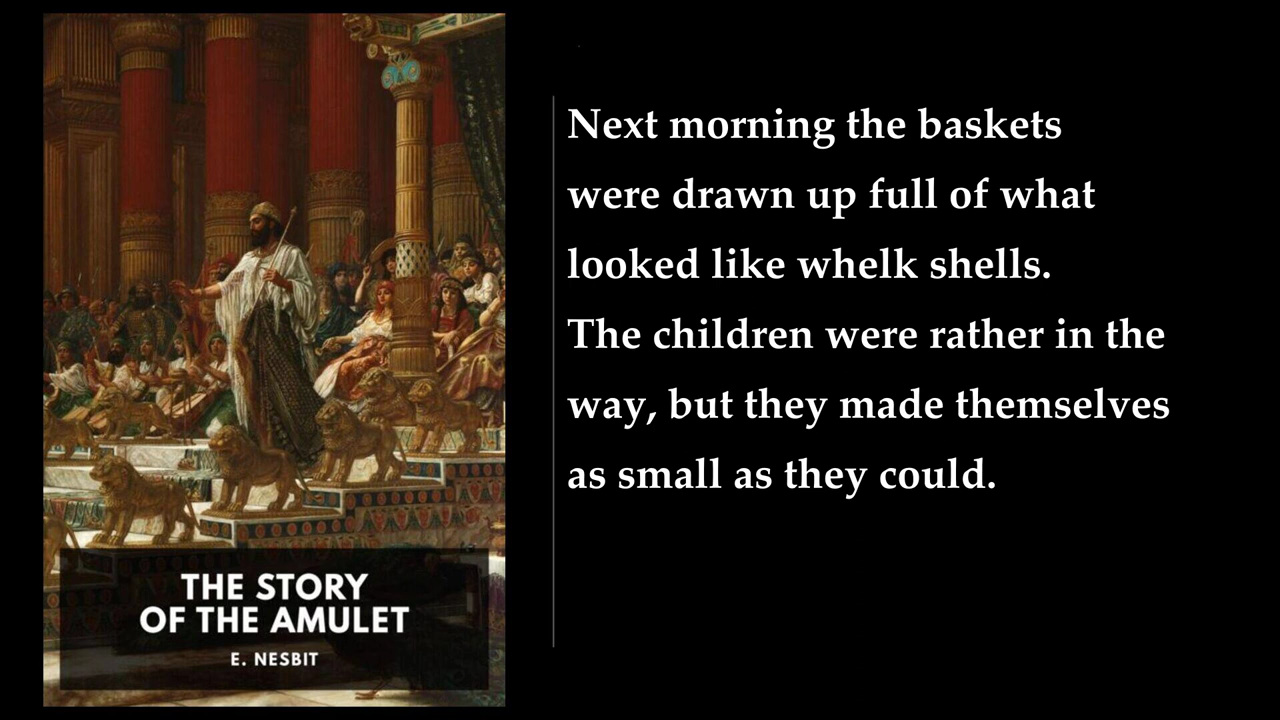 THE STORY
OF THE AMULET
E. NESBIT
Next morning the baskets
were drawn up full of what
looked like whelk shells.
The children were rather in the
way, but they made themselves
as small as they could.